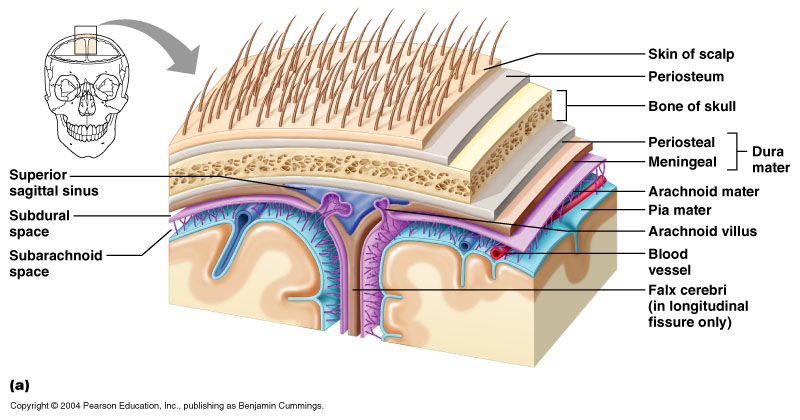 Skin of scalp
Periosteum
Bone of skull
Periosteal
Meningeal
Dura
mater
Superior
sagittal sinus
Arachnoid mater
Subdural
space
Pia mater
Arachnoid villus
Subarachnoid
space
Blood
vessel
Falx cerebri
(in longitudinal
fissure only)
(a)
Copyright © 2004 Pearson Education, Inc., publishing as Benjamin Cummings.